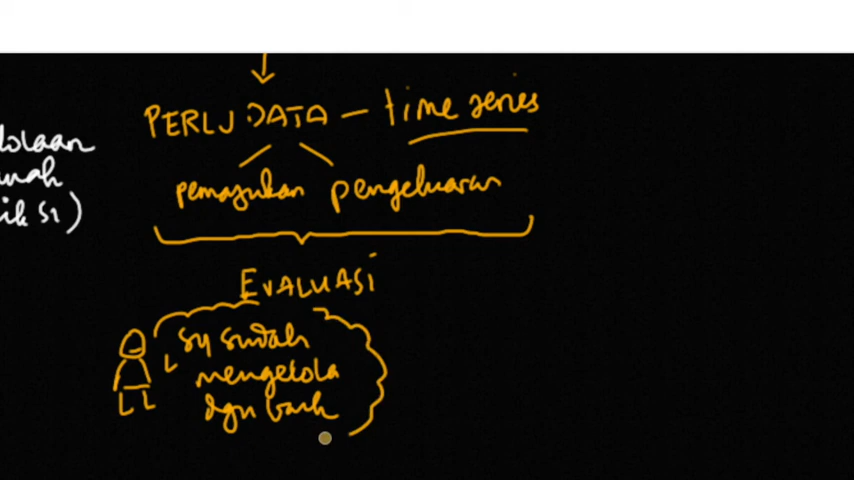 PERLU DATA — time series
pemasukan pengeluaran
EVALUASI
sy sudah
mengelola
dgn baik